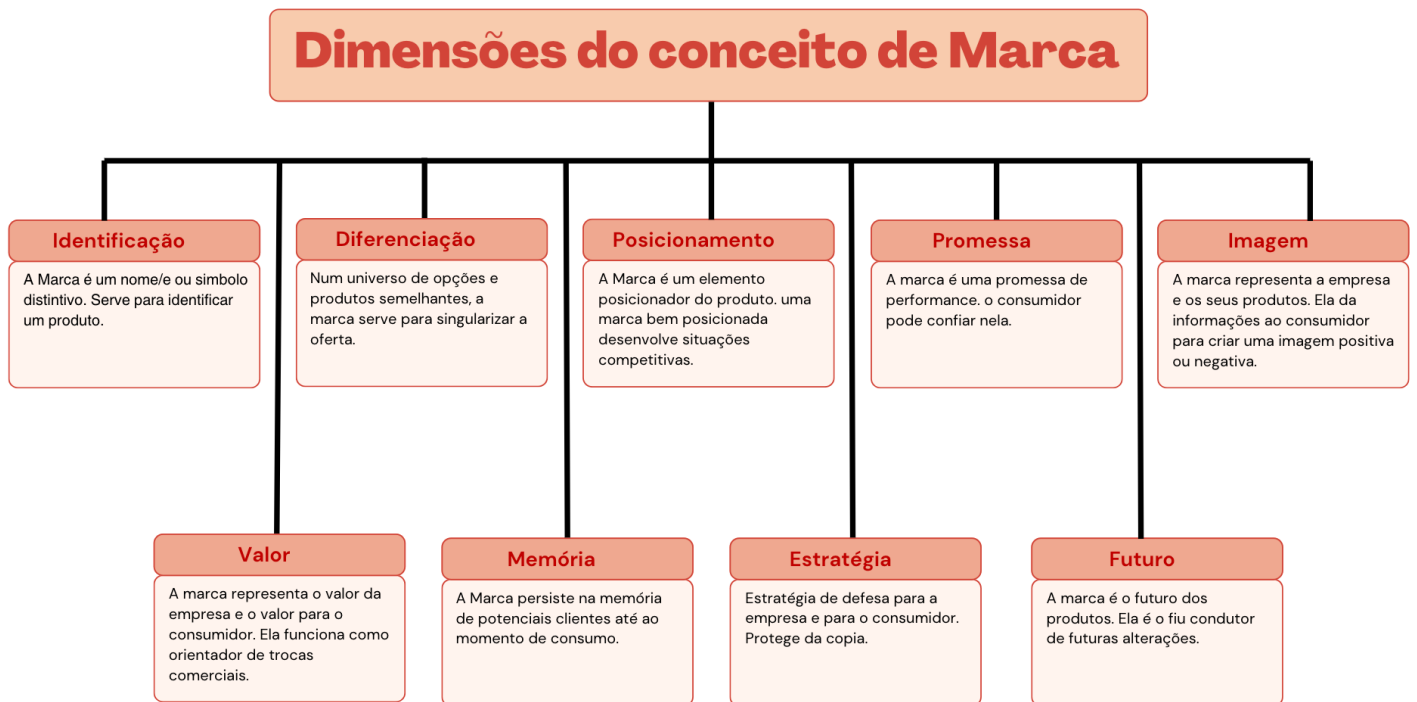 Dimensões do conceito de Marca
Identificação
A Marca é um nome/e ou simbolo
distintivo. Serve para identificar
um produto.
Diferenciação
Num universo de opções e
produtos semelhantes, a
marca serve para singularizar a
oferta.
Posicionamento
A Marca é um elemento
posicionador do produto. uma
marca bem posicionada
desenvolve situações
competitivas.
Promessa
A marca é uma promessa de
performance. o consumidor
pode confiar nela.
Imagem
A marca representa a empresa
e os seus produtos. Ela da
informações ao consumidor
para criar uma imagem positiva
ou negativa.
Valor
A marca representa o valor da
empresa e o valor para o
consumidor. Ela funciona como
orientador de trocas
comerciais.
Memória
A Marca persiste na memória
de potenciais clientes até ao
momento de consumo.
Estratégia
Estratégia de defesa para a
empresa e para o consumidor.
Protege da copia.
Futuro
A marca é o futuro dos
produtos. Ela é o fiu condutor
de futuras alterações.